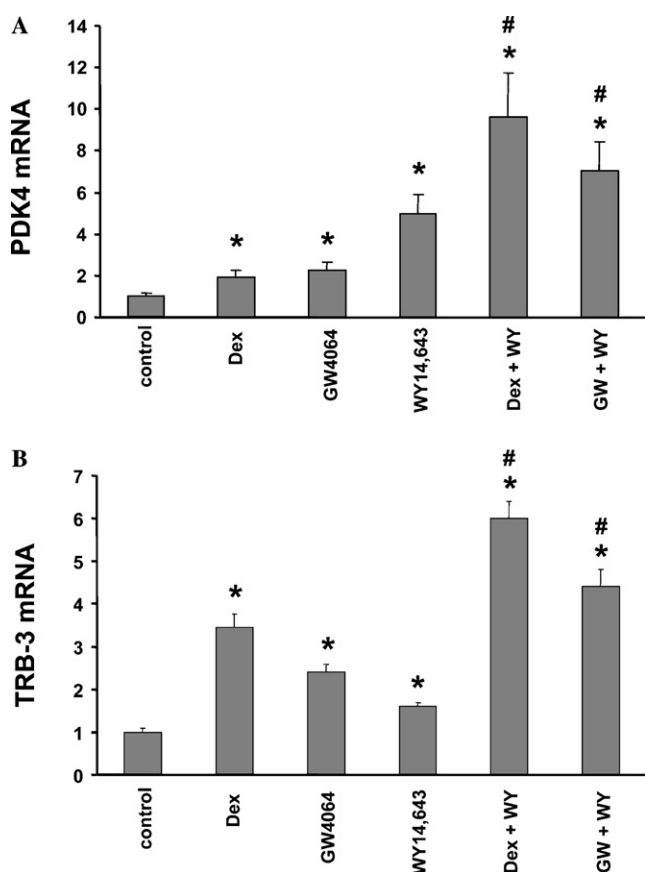 A
PDK4 mRNA
14
12
10
8
6
4
2
0
*
*
*
#
*
#
*
control
Dex
GW4064
WY14,643
Dex + WY
GW + WY
B
TRB-3 mRNA
7
6
5
4
3
2
1
0
*
*
*
#
*
#
*
control
Dex
GW4064
WY14,643
Dex + WY
GW + WY